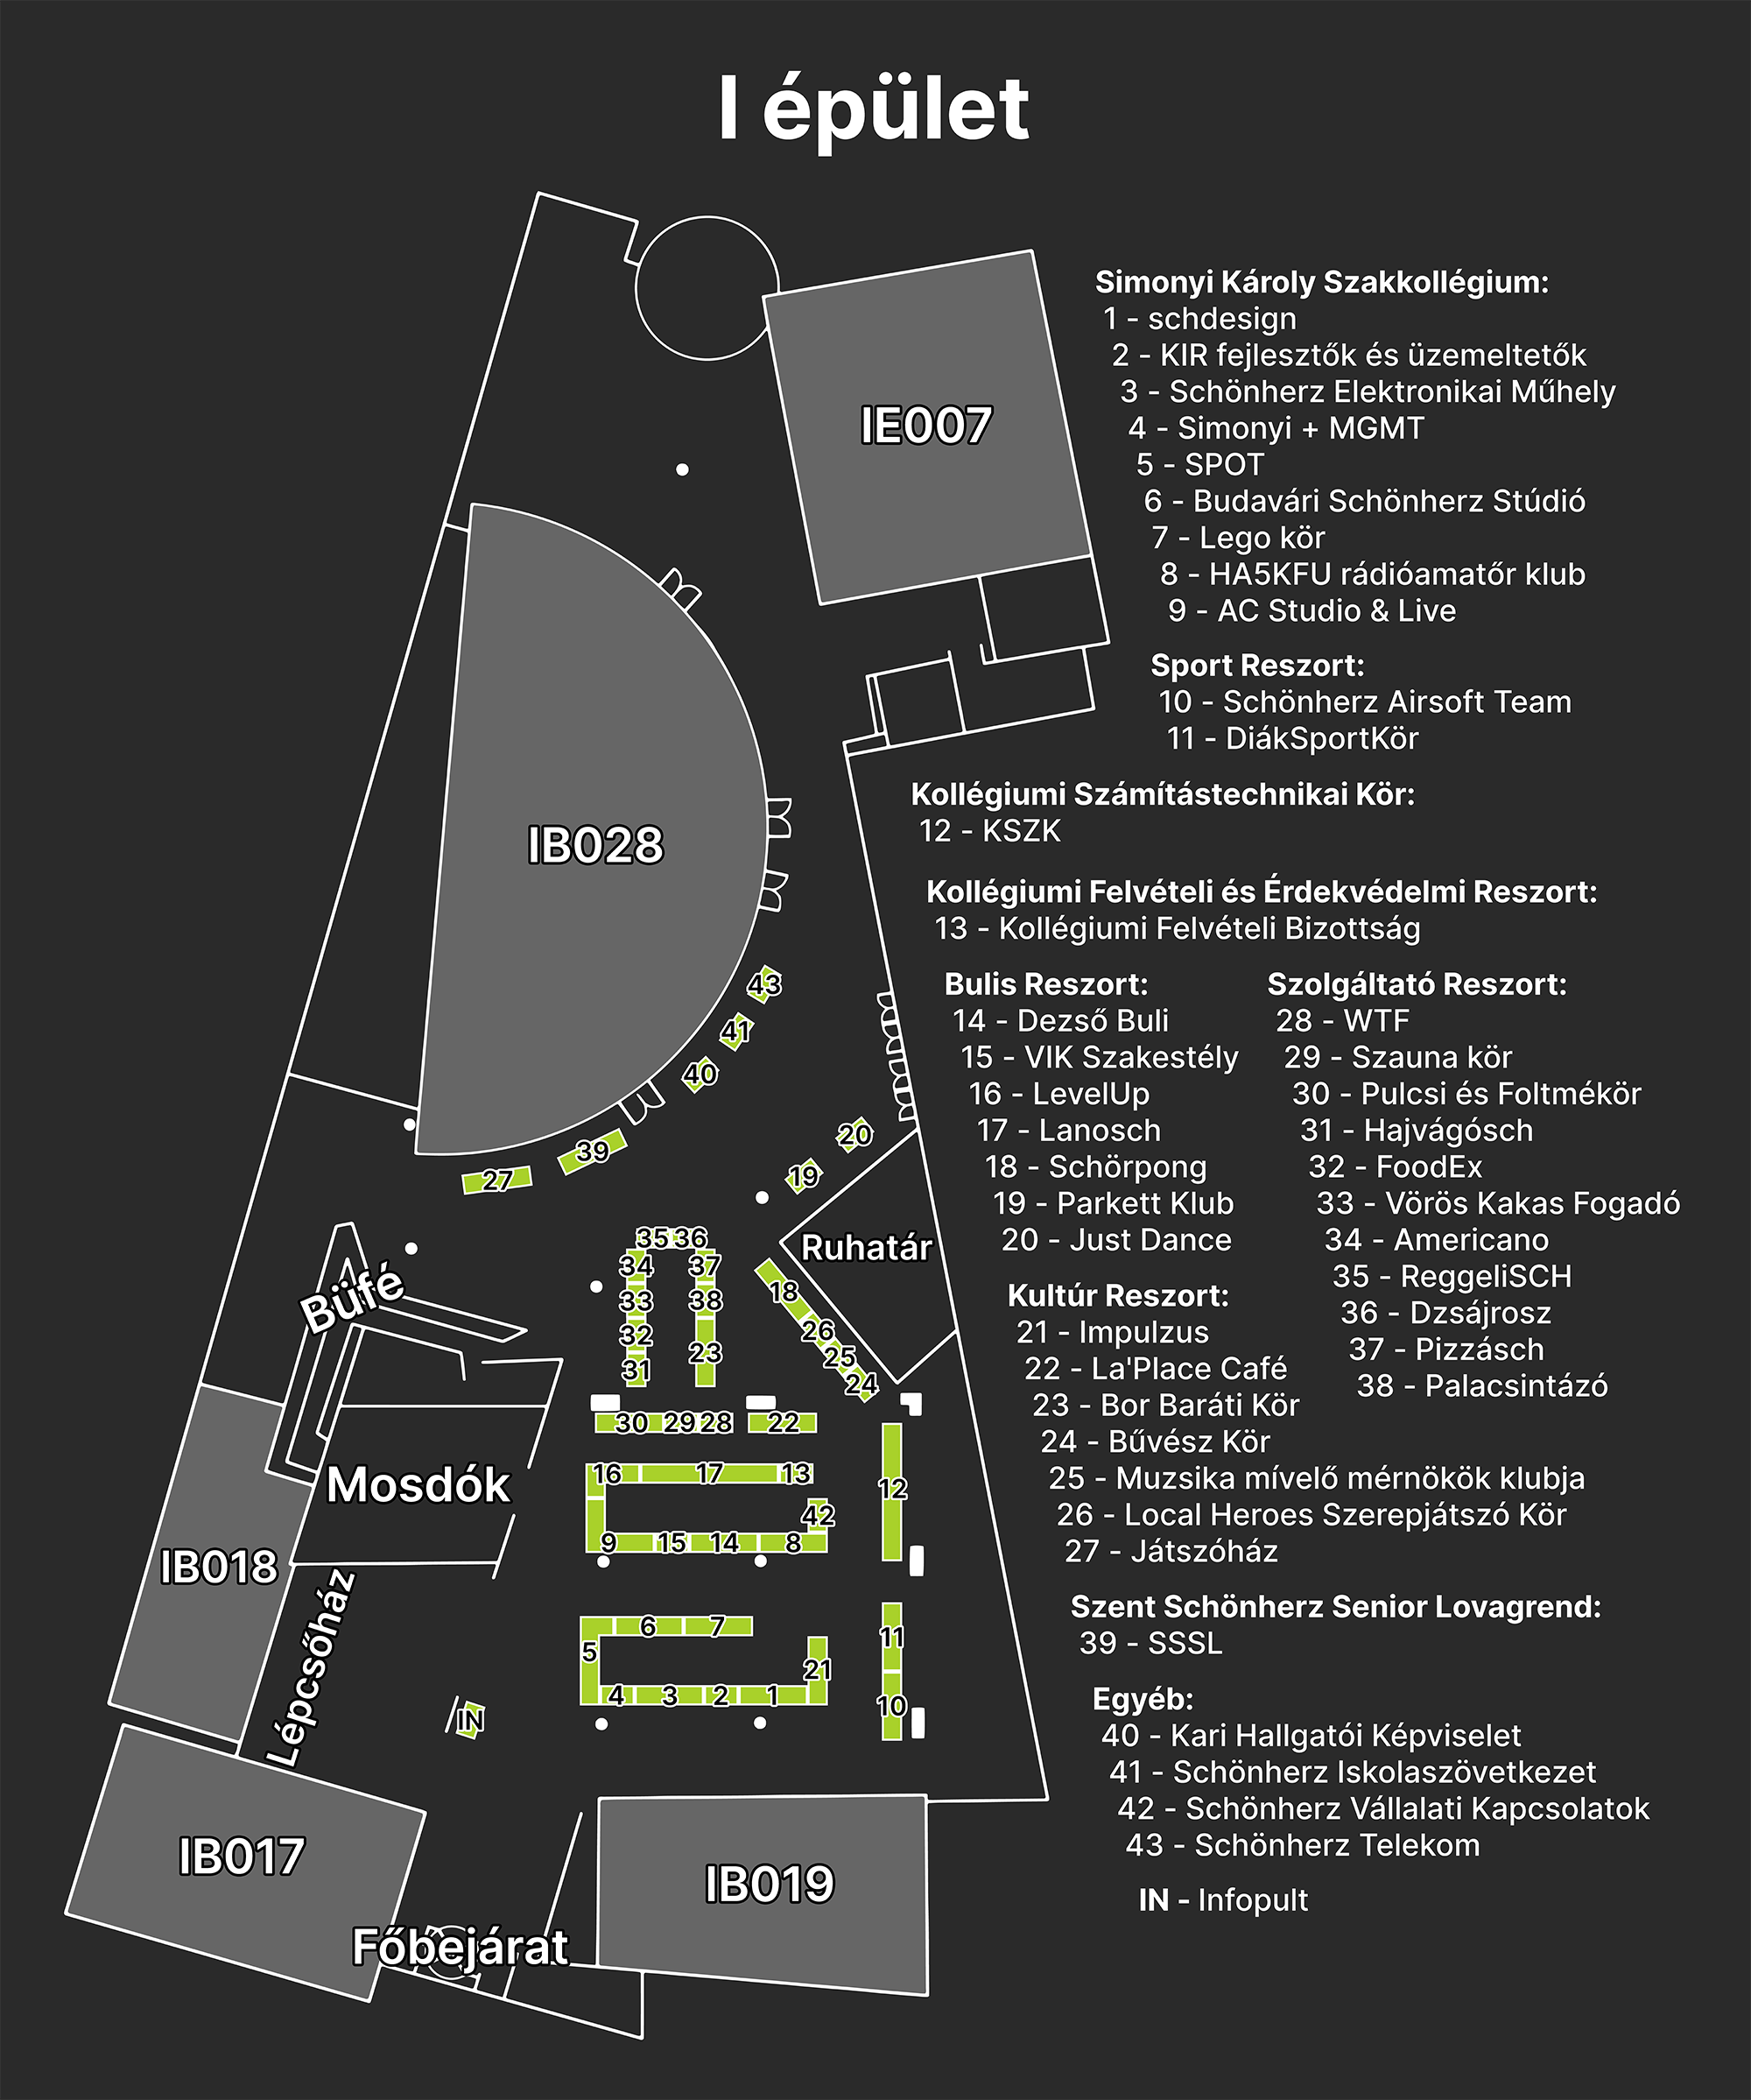 I épület
IE007
IB028
43
41
40
39
27
20
19
Ruhatár
35 36
34
37
33
38
32
23
31
18
26
25
24
Büfé
30 29 28
22
16 17 13
42
9 15 14 8
12
Mosdók
IB018
Lépcsőház
6 7
5
21
4 3 2 1
11
10
IN
IB017
IB019
Főbejárat
Simonyi Károly Szakkollégium:
1 - schdesign
2 - KIR fejlesztők és üzemeltetők
3 - Schönherz Elektronikai Műhely
4 - Simonyi + MGMT
5 - SPOT
6 - Budavári Schönherz Stúdió
7 - Lego kör
8 - HA5KFU rádióamatőr klub
9 - AC Studio & Live
Sport Reszort:
10 - Schönherz Airsoft Team
11 - DiákSportKör
Kollégiumi Számítástechnikai Kör:
12 - KSZK
Kollégiumi Felvételi és Érdekvédelmi Reszort:
13 - Kollégiumi Felvételi Bizottság
Bulis Reszort:
14 - Dezső Buli
15 - VIK Szakestély
16 - LevelUp
17 - Lanosch
18 - Schörpong
19 - Parkett Klub
20 - Just Dance
Kultúr Reszort:
21 - Impulzus
22 - La'Place Café
23 - Bor Baráti Kör
24 - Bűvész Kör
25 - Muzsika mívelő mérnökök klubja
26 - Local Heroes Szerepjátszó Kör
27 - Játszóház
Szolgáltató Reszort:
28 - WTF
29 - Szauna kör
30 - Pulcsi és Foltmékör
31 - Hajvágósch
32 - FoodEx
33 - Vörös Kakas Fogadó
34 - Americano
35 - ReggeliSCH
36 - Dzsájrosz
37 - Pizzásch
38 - Palacsintázó
Szent Schönherz Senior Lovagrend:
39 - SSSL
Egyéb:
40 - Kari Hallgatói Képviselet
41 - Schönherz Iskolaszövetkezet
42 - Schönherz Vállalati Kapcsolatok
43 - Schönherz Telekom
IN - Infopult